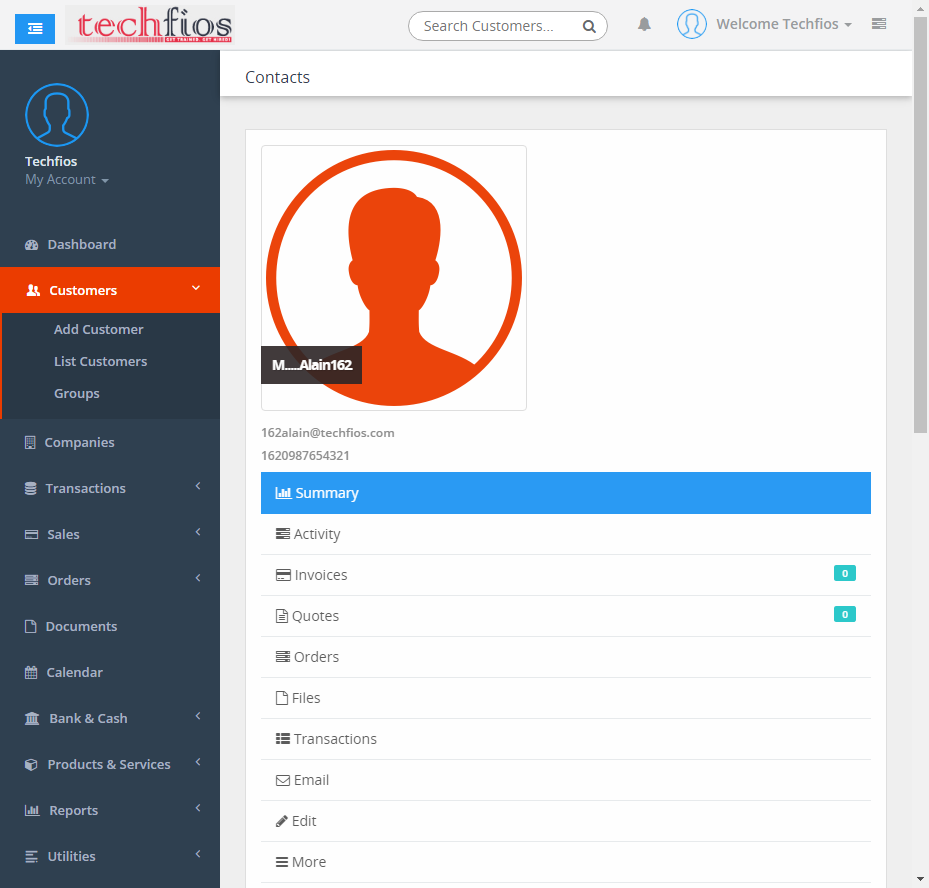 techfios
GET TRAINED. GET HIRED!
Search Customers...
Welcome Techfios
Techfios
My Account
Dashboard
Customers
Add Customer
List Customers
Groups
Companies
Transactions
Sales
Orders
Documents
Calendar
Bank & Cash
Products & Services
Reports
Utilities
Contacts
M.....Alain162
162alain@techfios.com
1620987654321
Summary
Activity
Invoices 0
Quotes 0
Orders
Files
Transactions
Email
Edit
More